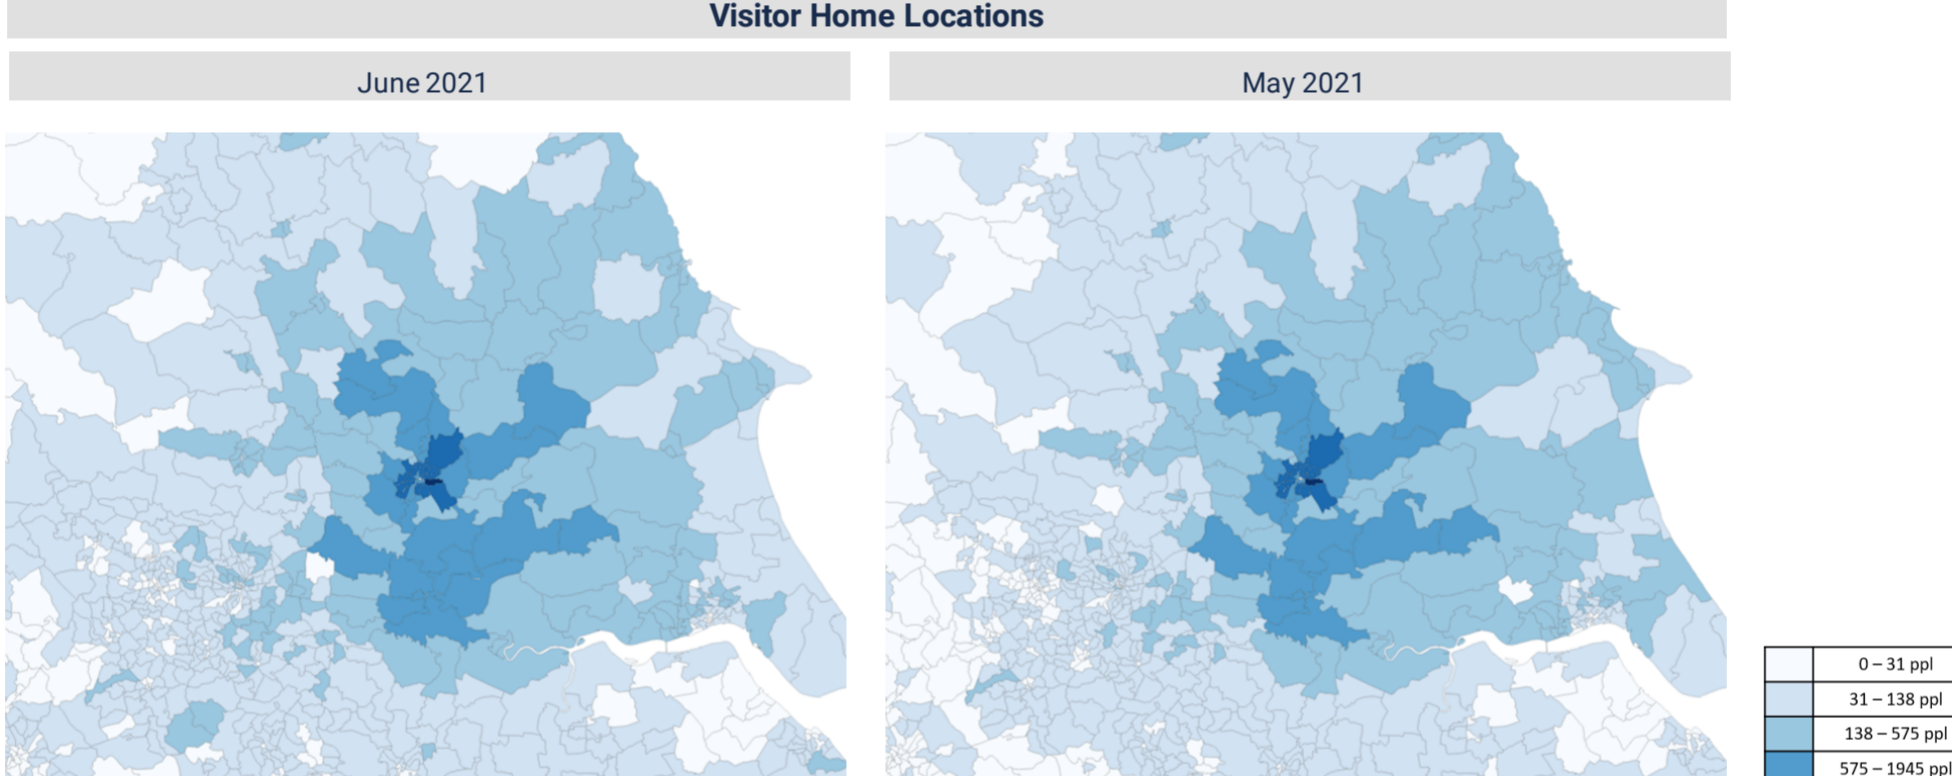 Visitor Home Locations
June 2021
May 2021
0 – 31 ppl
31 – 138 ppl
138 – 575 ppl
575 – 1945 ppl